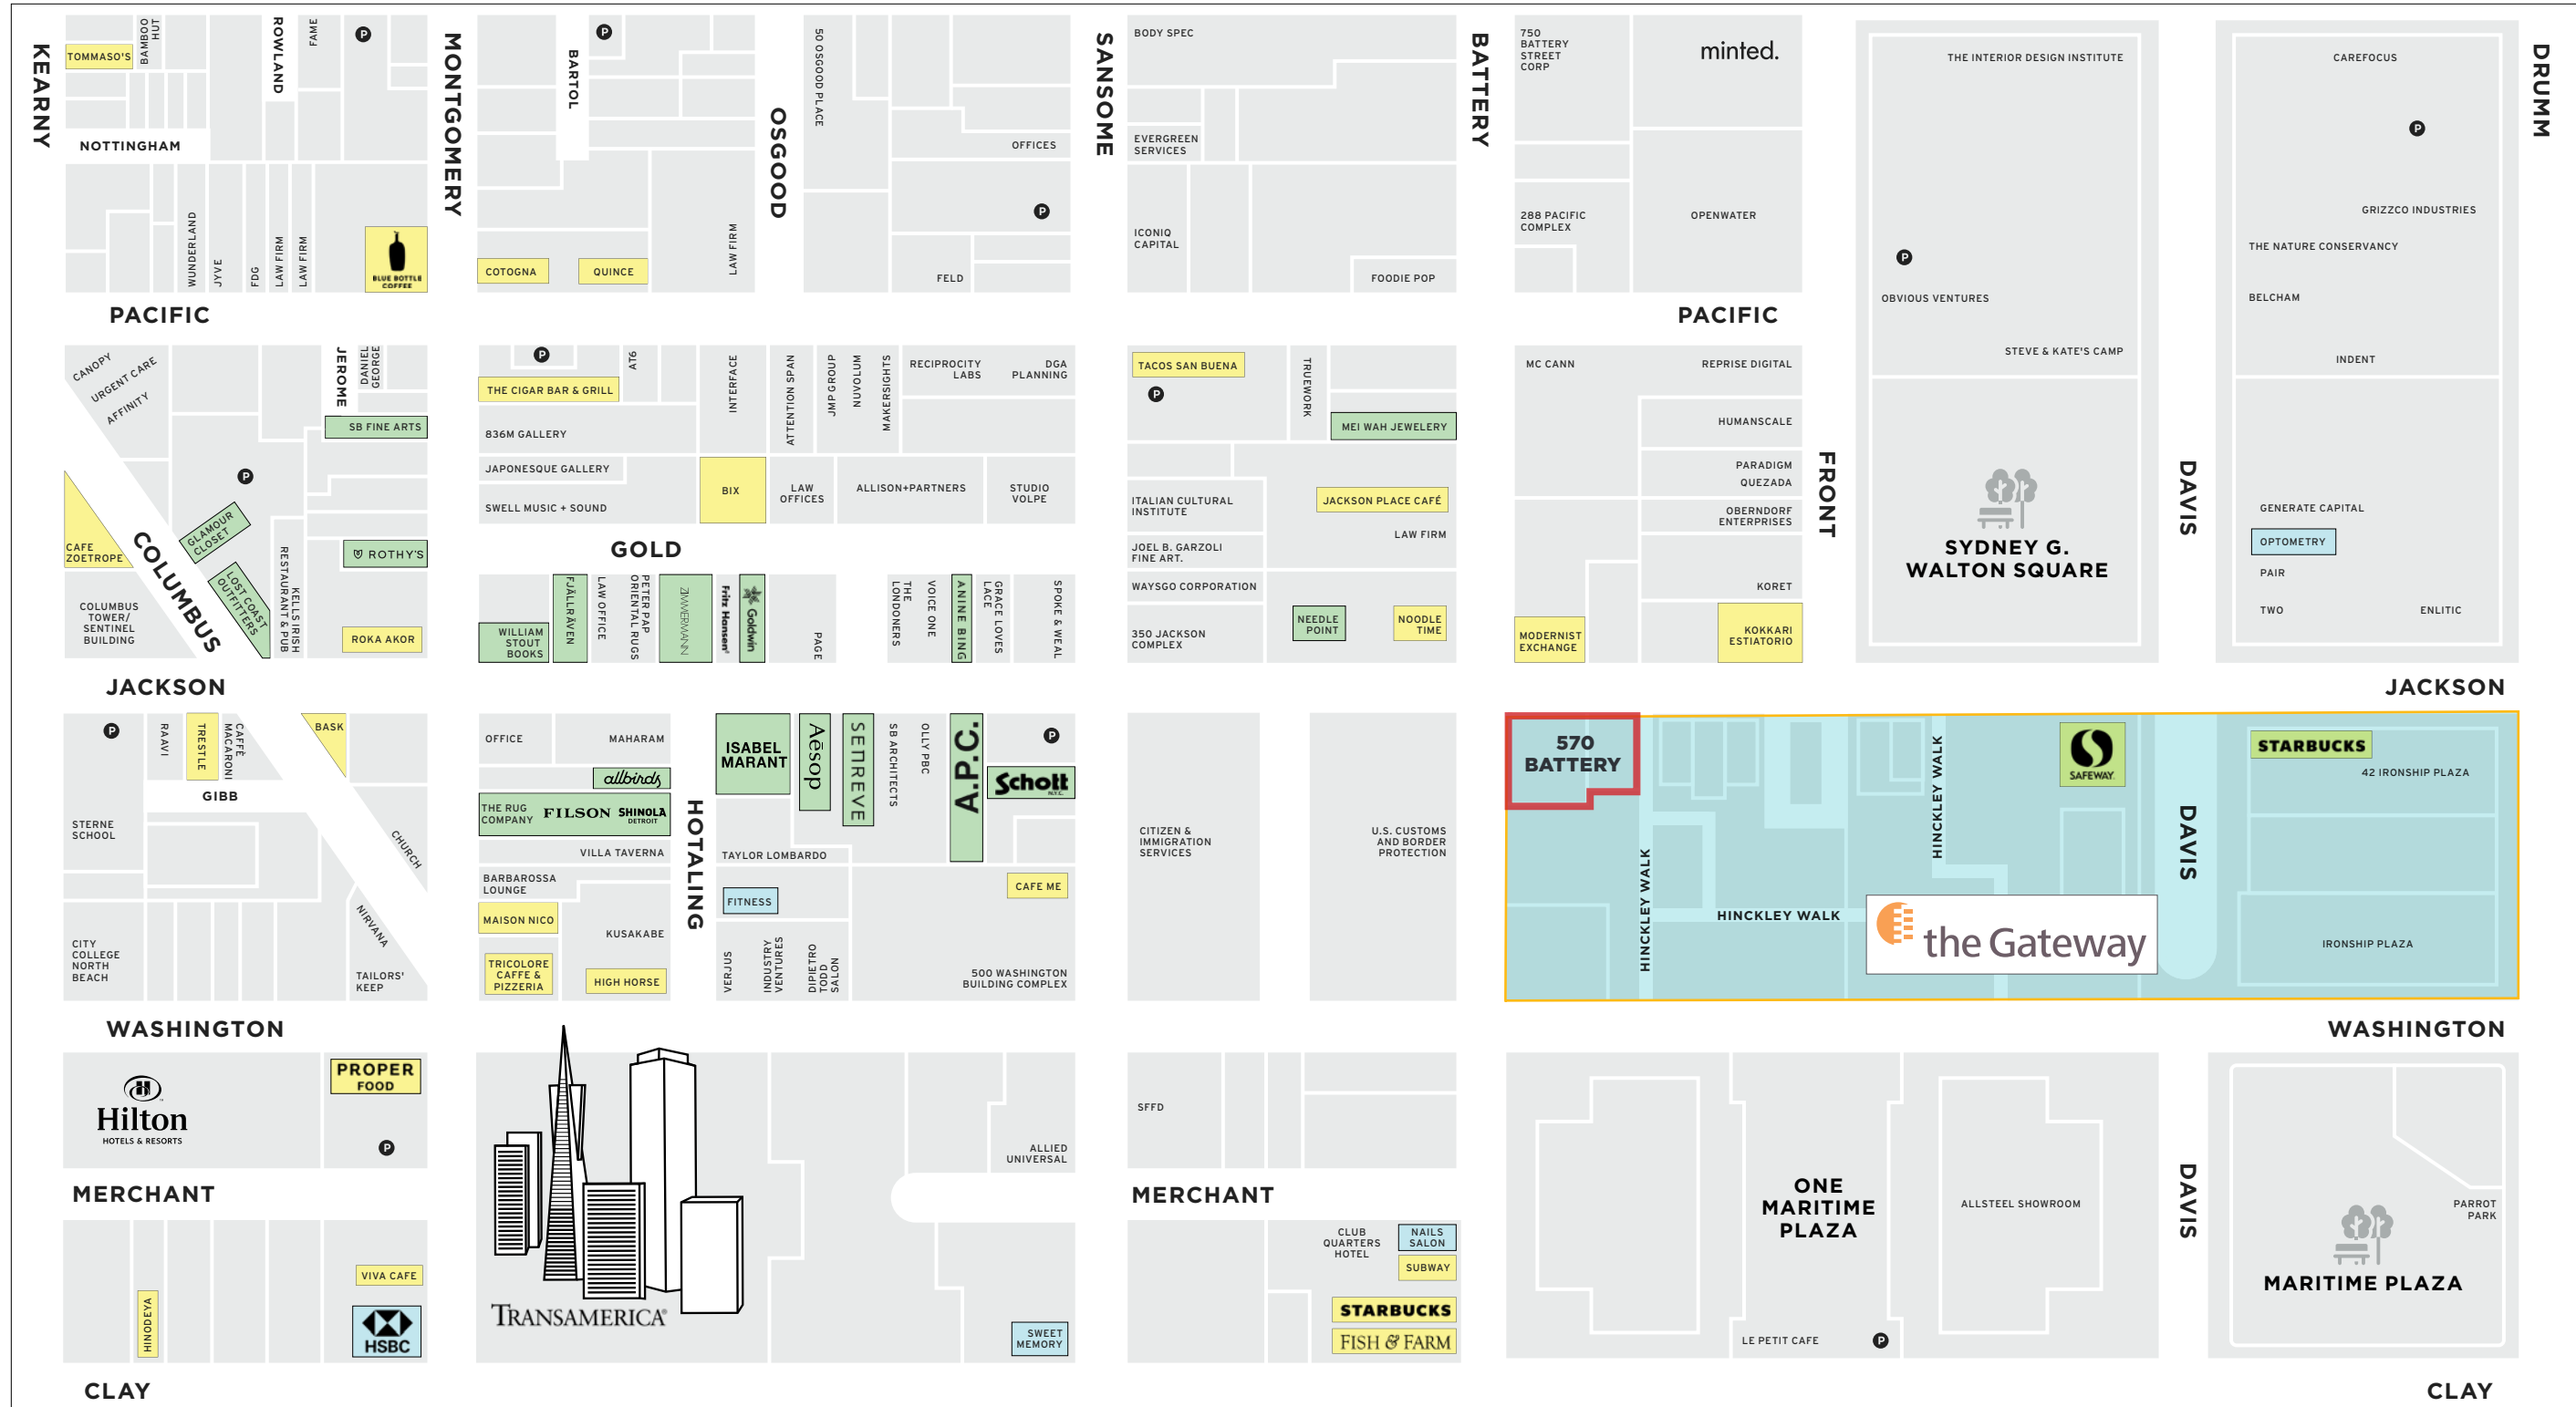 KEARNY
TOMMASO'S
BAMBOO
HUT
ROWLAND
FAME
P
NOTTINGHAM
WUNDERLAND
JYVE
FDG
LAW FIRM
LAW FIRM
BLUE BOTTLE
COFFEE
MONTGOMERY
BARTOL
P
COTOGNA
QUINCE
LAW FIRM
OSGOOD
50 OSGOOD PLACE
OFFICES
P
FELD
SANSOME
BODY SPEC
EVERGREEN
SERVICES
ICONIQ
CAPITAL
FOODIE POP
BATTERY
750
BATTERY
STREET
CORP
minted.
288 PACIFIC
COMPLEX
OPENWATER
THE INTERIOR DESIGN INSTITUTE
P
OBVIOUS VENTURES
STEVE & KATE'S CAMP
CAREFOCUS
P
GRIZZCO INDUSTRIES
THE NATURE CONSERVANCY
BELCHAM
INDENT
DRUMM
PACIFIC
PACIFIC
CANOPY
URGENT CARE
AFFINITY
JEROME
DANIEL
GEORGE
SB FINE ARTS
P
GLAMOUR
CLOSET
LOST COAST
OUTFITTERS
KELLS IRISH
RESTAURANT & PUB
ROTHY'S
ROKA AKOR
CAFE
ZOETROPE
COLUMBUS
COLUMBUS
TOWER/
SENTINEL
BUILDING
P
THE CIGAR BAR & GRILL
AT6
INTERFACE
ATTENTION SPAN
JMP GROUP
NUVOLUM
MAKERSIGHTS
RECIPROCITY
LABS
DGA
PLANNING
836M GALLERY
JAPONESQUE GALLERY
SWELL MUSIC + SOUND
BIX
LAW
OFFICES
ALLISON+PARTNERS
STUDIO
VOLPE
GOLD
WILLIAM
STOUT
BOOKS
FJÄLLRÄVEN
LAW OFFICE
PETER PAP
ORIENTAL RUGS
ZIMMERMANN
Fritz Hansen
Goldwin
PAGE
THE
LONDONERS
VOICE ONE
ANINE BING
GRACE LOVES
LACE
SPOKE & WEAL
TACOS SAN BUENA
P
TRUEWORK
MEI WAH JEWELERY
ITALIAN CULTURAL
INSTITUTE
JACKSON PLACE CAFÉ
LAW FIRM
JOEL B. GARZOLI
FINE ART.
WAYSGO CORPORATION
350 JACKSON
COMPLEX
NEEDLE
POINT
NOODLE
TIME
MC CANN
REPRISE DIGITAL
HUMANSCALE
PARADIGM
QUEZADA
OBERNDORF
ENTERPRISES
KORET
MODERNIST
EXCHANGE
KOKKARI
ESTIATORIO
FRONT
SYDNEY G.
WALTON SQUARE
DAVIS
GENERATE CAPITAL
OPTOMETRY
PAIR
TWO
ENLITIC
JACKSON
JACKSON
P
RAAVI
TRESTLE
CAFFÈ
MACARONI
BASK
GIBB
STERNE
SCHOOL
CHURCH
NIRVANA
CITY
COLLEGE
NORTH
BEACH
TAILORS'
KEEP
OFFICE
MAHARAM
allbirds
THE RUG
COMPANY
FILSON
SHINOLA
DETROIT
VILLA TAVERNA
BARBAROSSA
LOUNGE
MAISON NICO
KUSAKABE
TRICOLORE
CAFFE &
PIZZERIA
HIGH HORSE
HOTALING
ISABEL
MARANT
Aēsop
SENREVE
SB ARCHITECTS
OLLY PBC
A.P.C.
P
Schott
N.Y.C.
TAYLOR LOMBARDO
FITNESS
CAFE ME
VERJUS
INDUSTRY
VENTURES
DIPIETRO
TODD
SALON
500 WASHINGTON
BUILDING COMPLEX
CITIZEN &
IMMIGRATION
SERVICES
U.S. CUSTOMS
AND BORDER
PROTECTION
570
BATTERY
HINCKLEY WALK
HINCKLEY WALK
HINCKLEY WALK
SAFEWAY
the Gateway
DAVIS
STARBUCKS
42 IRONSHIP PLAZA
IRONSHIP PLAZA
WASHINGTON
WASHINGTON
H
Hilton
HOTELS & RESORTS
PROPER
FOOD
P
TRANSAMERICA
ALLIED
UNIVERSAL
SWEET
MEMORY
SFFD
MERCHANT
MERCHANT
HINODEYA
VIVA CAFE
HSBC
CLUB
QUARTERS
HOTEL
NAILS
SALON
SUBWAY
STARBUCKS
FISH & FARM
ONE
MARITIME
PLAZA
ALLSTEEL SHOWROOM
LE PETIT CAFE
P
DAVIS
PARROT
PARK
MARITIME PLAZA
CLAY
CLAY